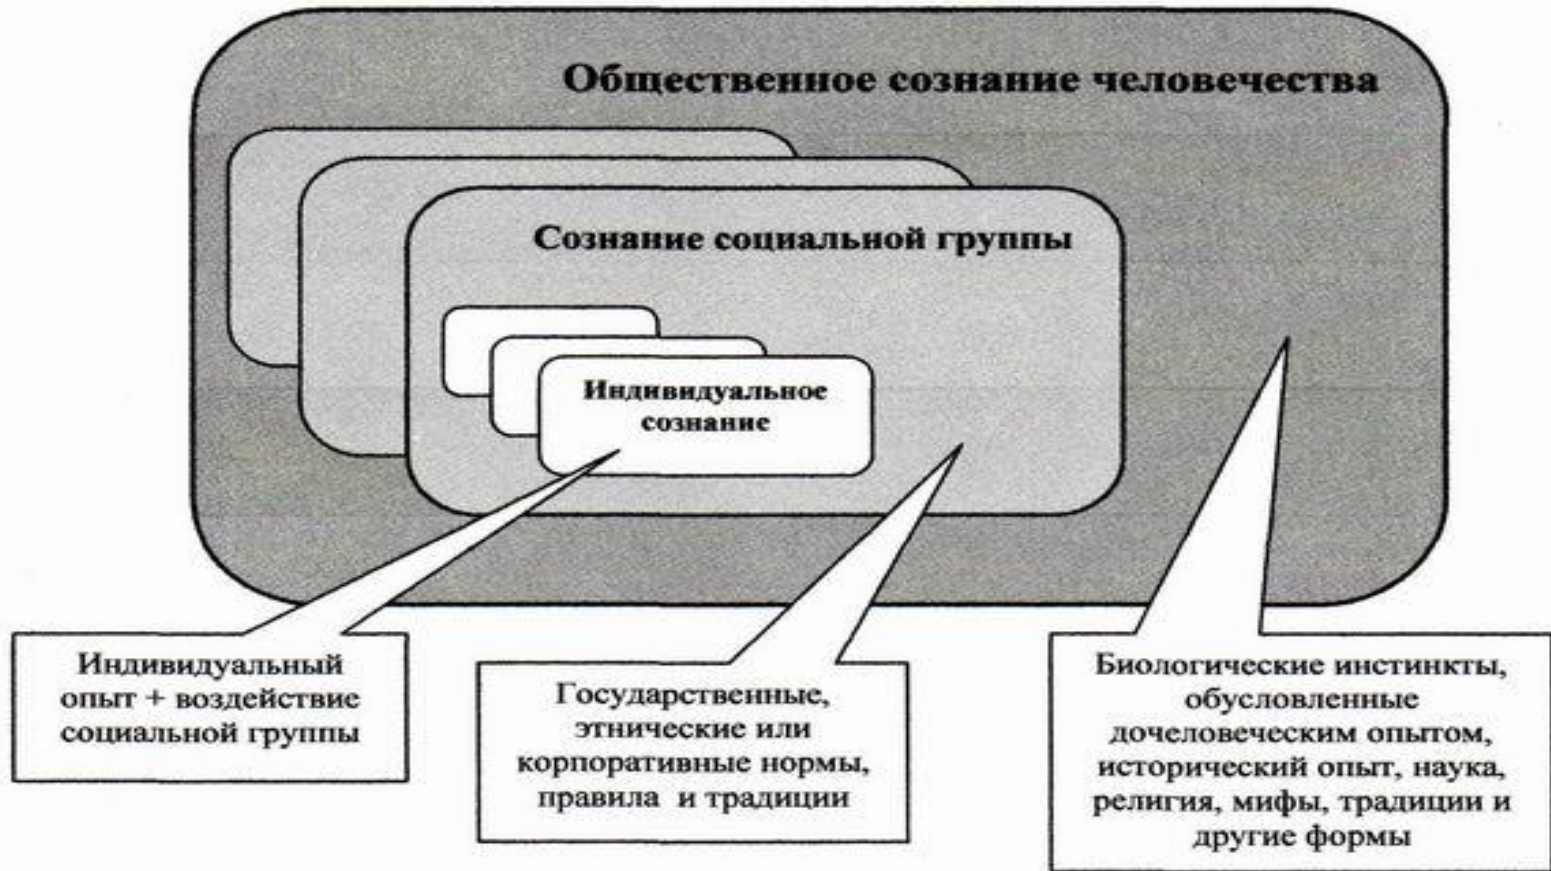 Общественное сознание человечества
Сознание социальной группы
Индивидуальное
сознание
Индивидуальный
опыт + воздействие
социальной группы
Государственные,
этнические или
корпоративные нормы,
правила и традиции
Биологические инстинкты,
обусловленные
дочеловеческим опытом,
исторический опыт, наука,
религия, мифы, традиции и
другие формы